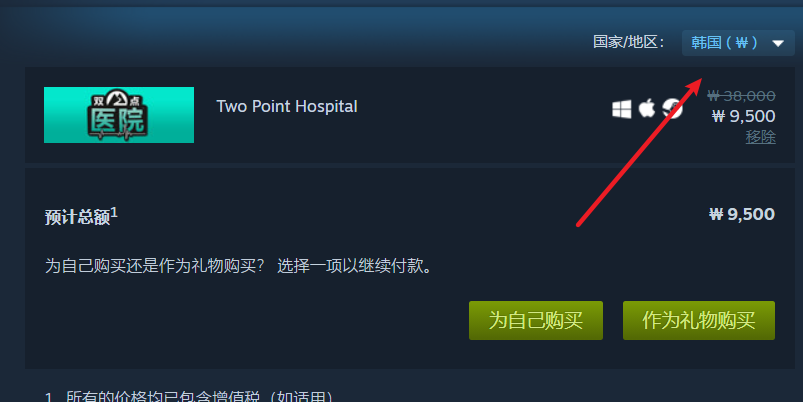 国家/地区：
韩国 ( ₩ )
双点
医院
Two Point Hospital
₩ 38,000
₩ 9,500
移除
预计总额1
₩ 9,500
为自己购买还是作为礼物购买？ 选择一项以继续付款。
为自己购买
作为礼物购买
1 所有的价格均已包含增值税（如适用）